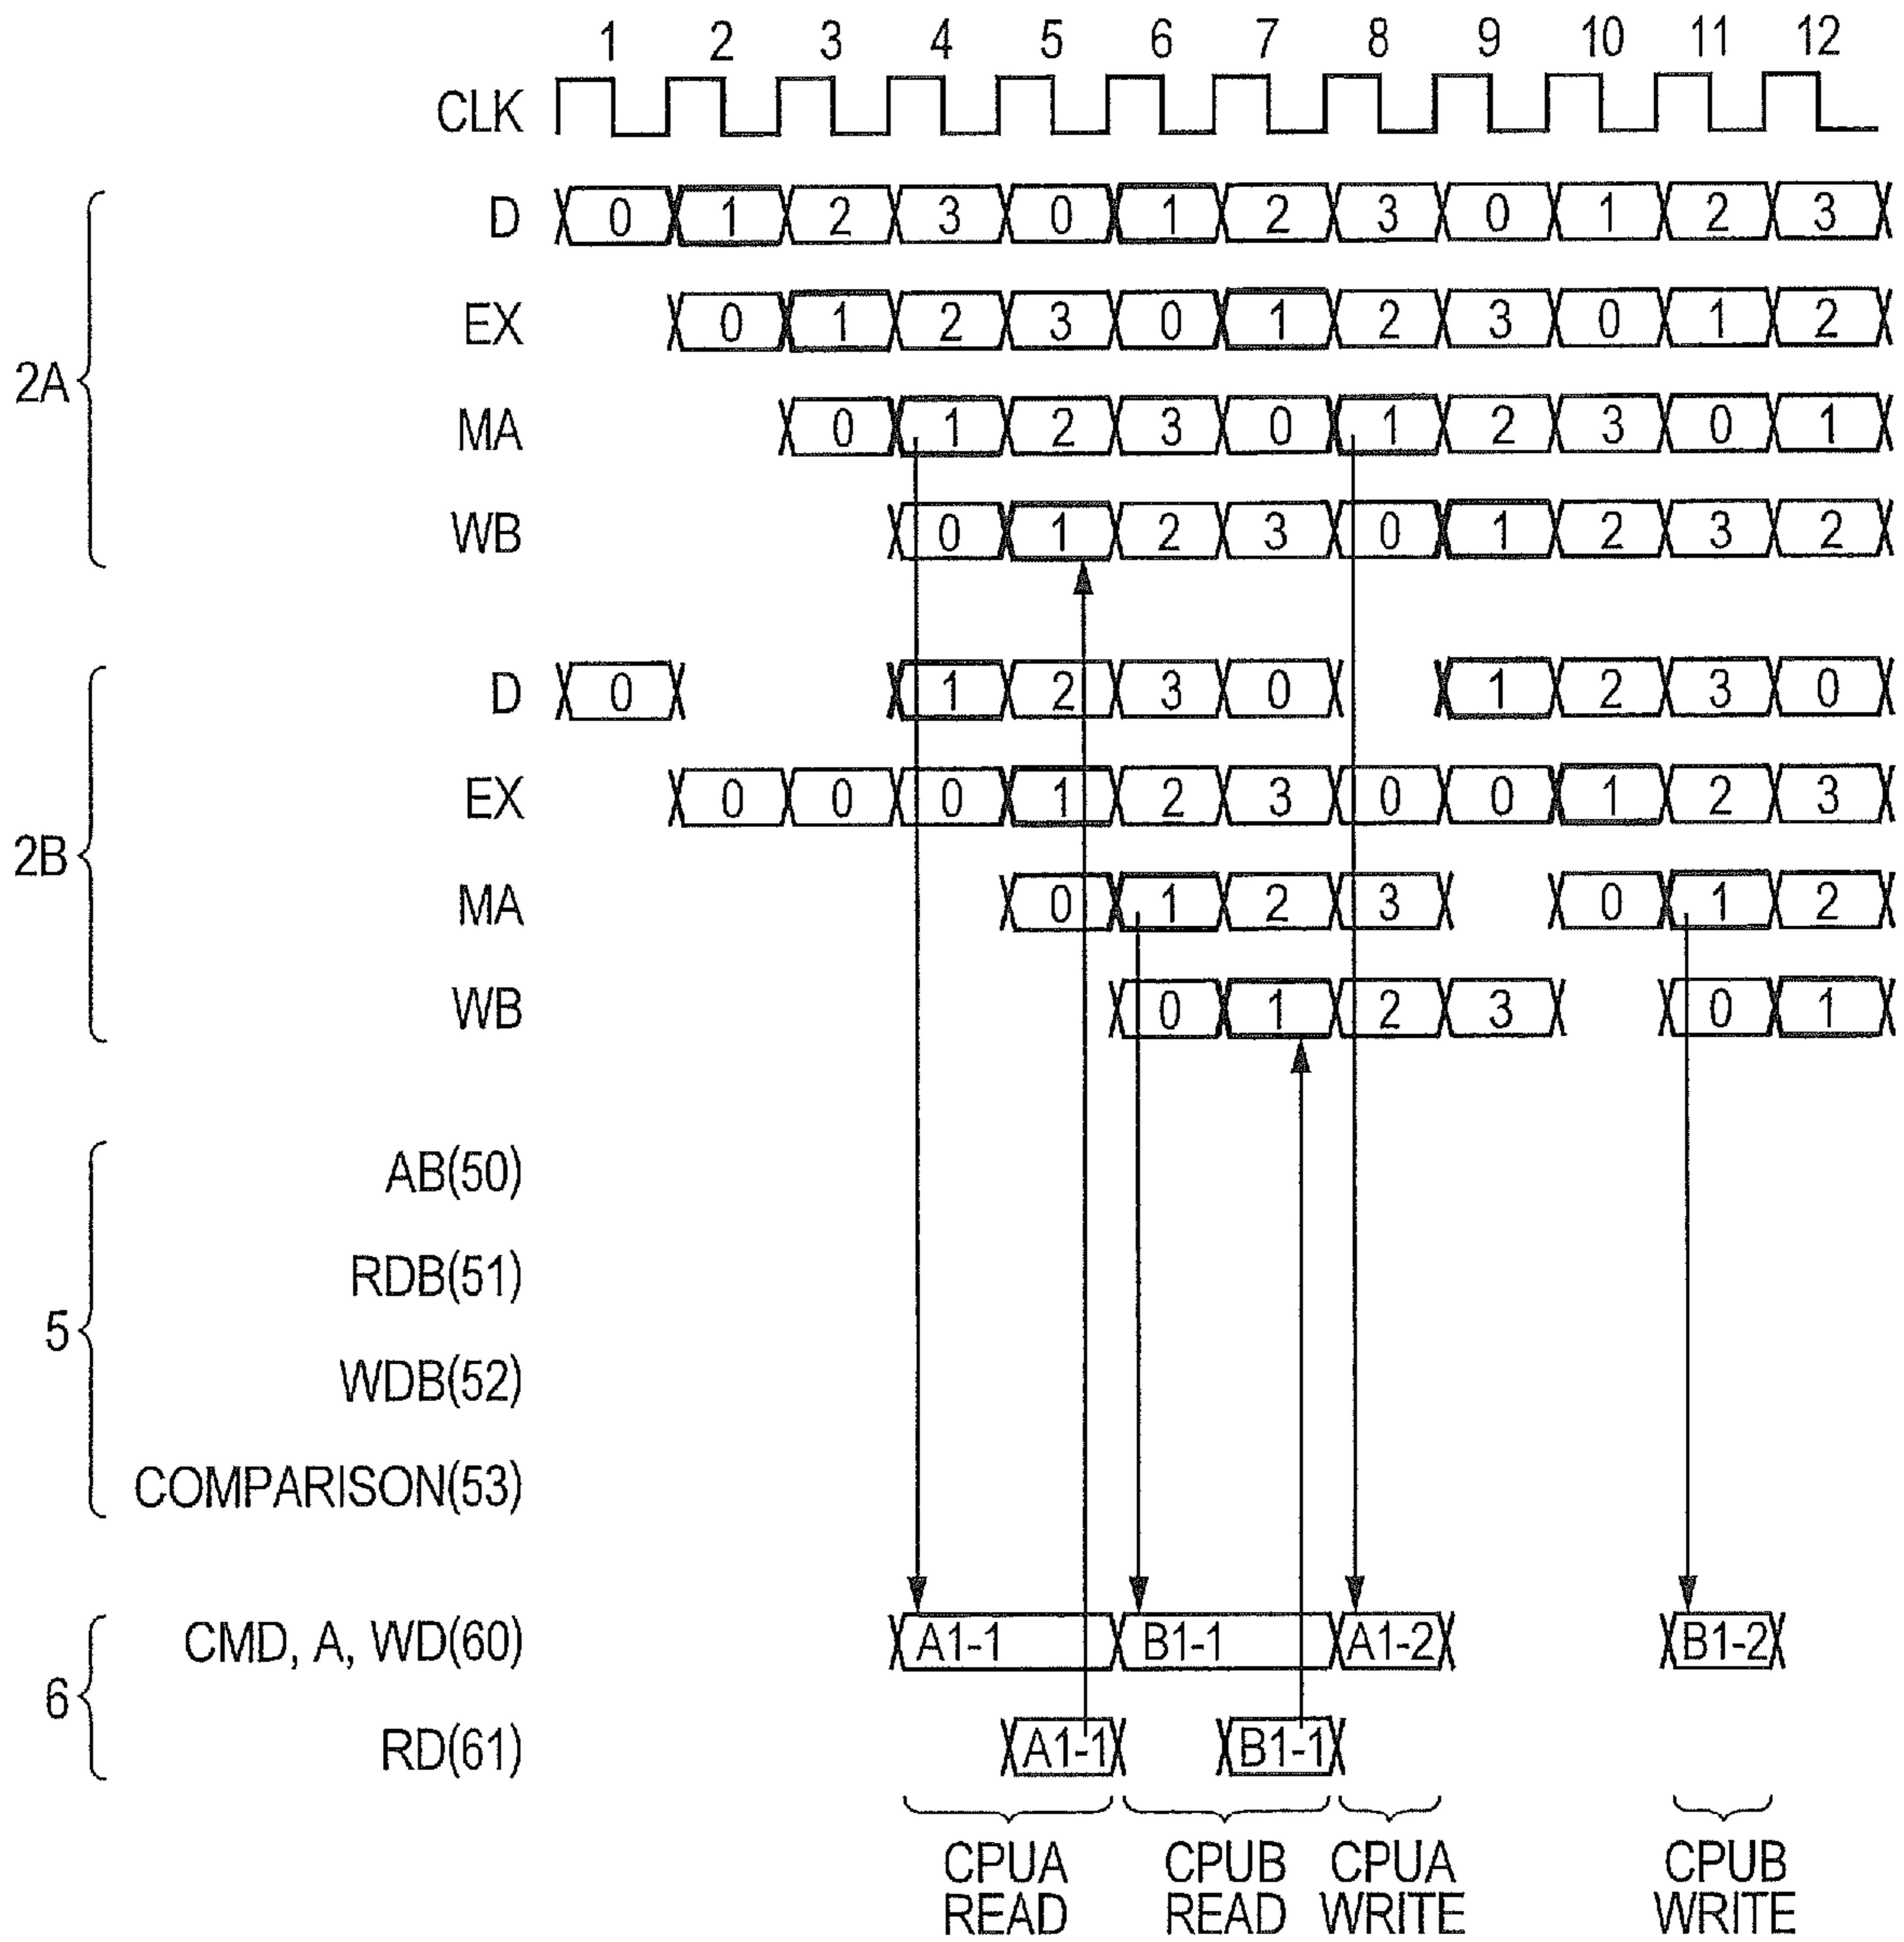 1 2 3 4 5 6 7 8 9 10 11 12
CLK
2A
D 0 1 2 3 0 1 2 3 0 1 2 3
EX 0 1 2 3 0 1 2 3 0 1 2
MA 0 1 2 3 0 1 2 3 0 1
WB 0 1 2 3 0 1 2 3 2
2B
D 0 1 2 3 0 1 2 3 0
EX 0 0 0 1 2 3 0 0 1 2 3
MA 0 1 2 3 0 1 2
WB 0 1 2 3 0 1
5
AB(50)
RDB(51)
WDB(52)
COMPARISON(53)
6
CMD, A, WD(60) A1-1 B1-1 A1-2 B1-2
RD(61) A1-1 B1-1
CPUA READ
CPUB READ
CPUA WRITE
CPUB WRITE